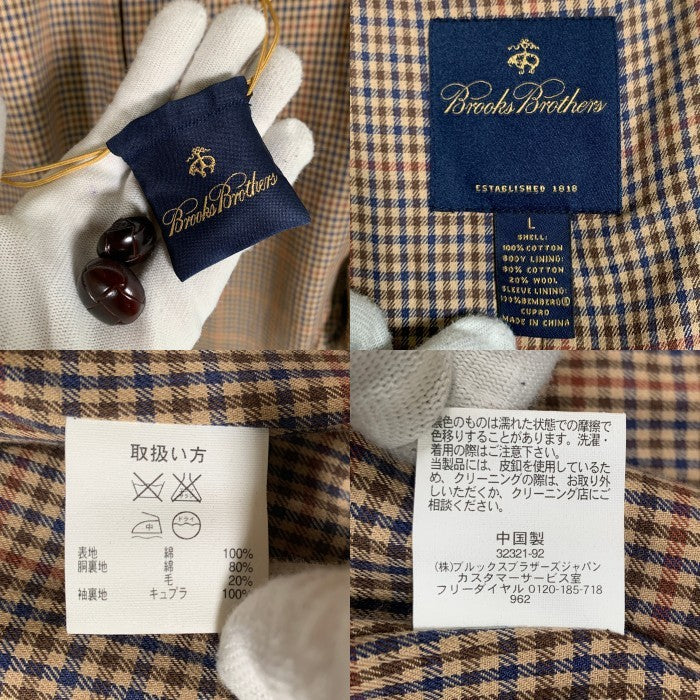 Brooks Brothers
Brooks Brothers
ESTABLISHED 1818
L
SHELL:
100% COTTON
BODY LINING:
80% COTTON
20% WOOL
SLEEVE LINING:
100% BEMBERG®
CUPRO
MADE IN CHINA
取扱い方
中 ドライ
表地 綿 100%
胴裏地 綿 80%
毛 20%
袖裏地 キュプラ 100%
濃色のものは濡れた状態での摩擦で
色移りすることがあります。洗濯・
着用の際はご注意下さい。
当製品には、皮釦を使用しているた
め、クリーニングの際は、お取り外
しいただくか、クリーニング店にご
相談ください。
中国製
32321-92
(株)ブルックスブラザーズジャパン
カスタマーサービス室
フリーダイヤル 0120-185-718
962